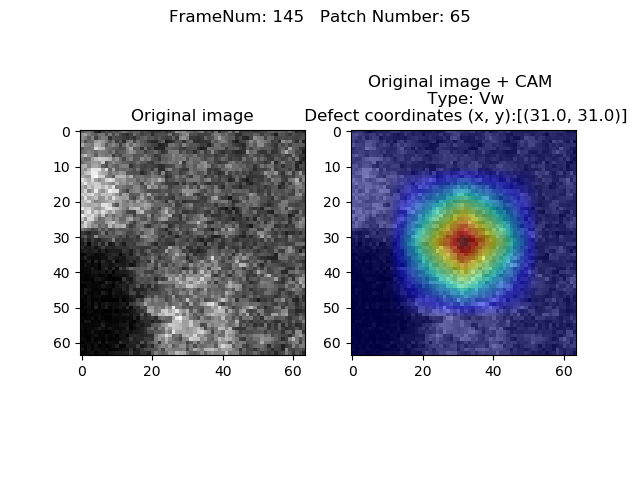 FrameNum: 145   Patch Number: 65
Original image
Original image + CAM
Type: Vw
Defect coordinates (x, y):[(31.0, 31.0)]
0
10
20
30
40
50
60
0 20 40 60
0
10
20
30
40
50
60
0 20 40 60